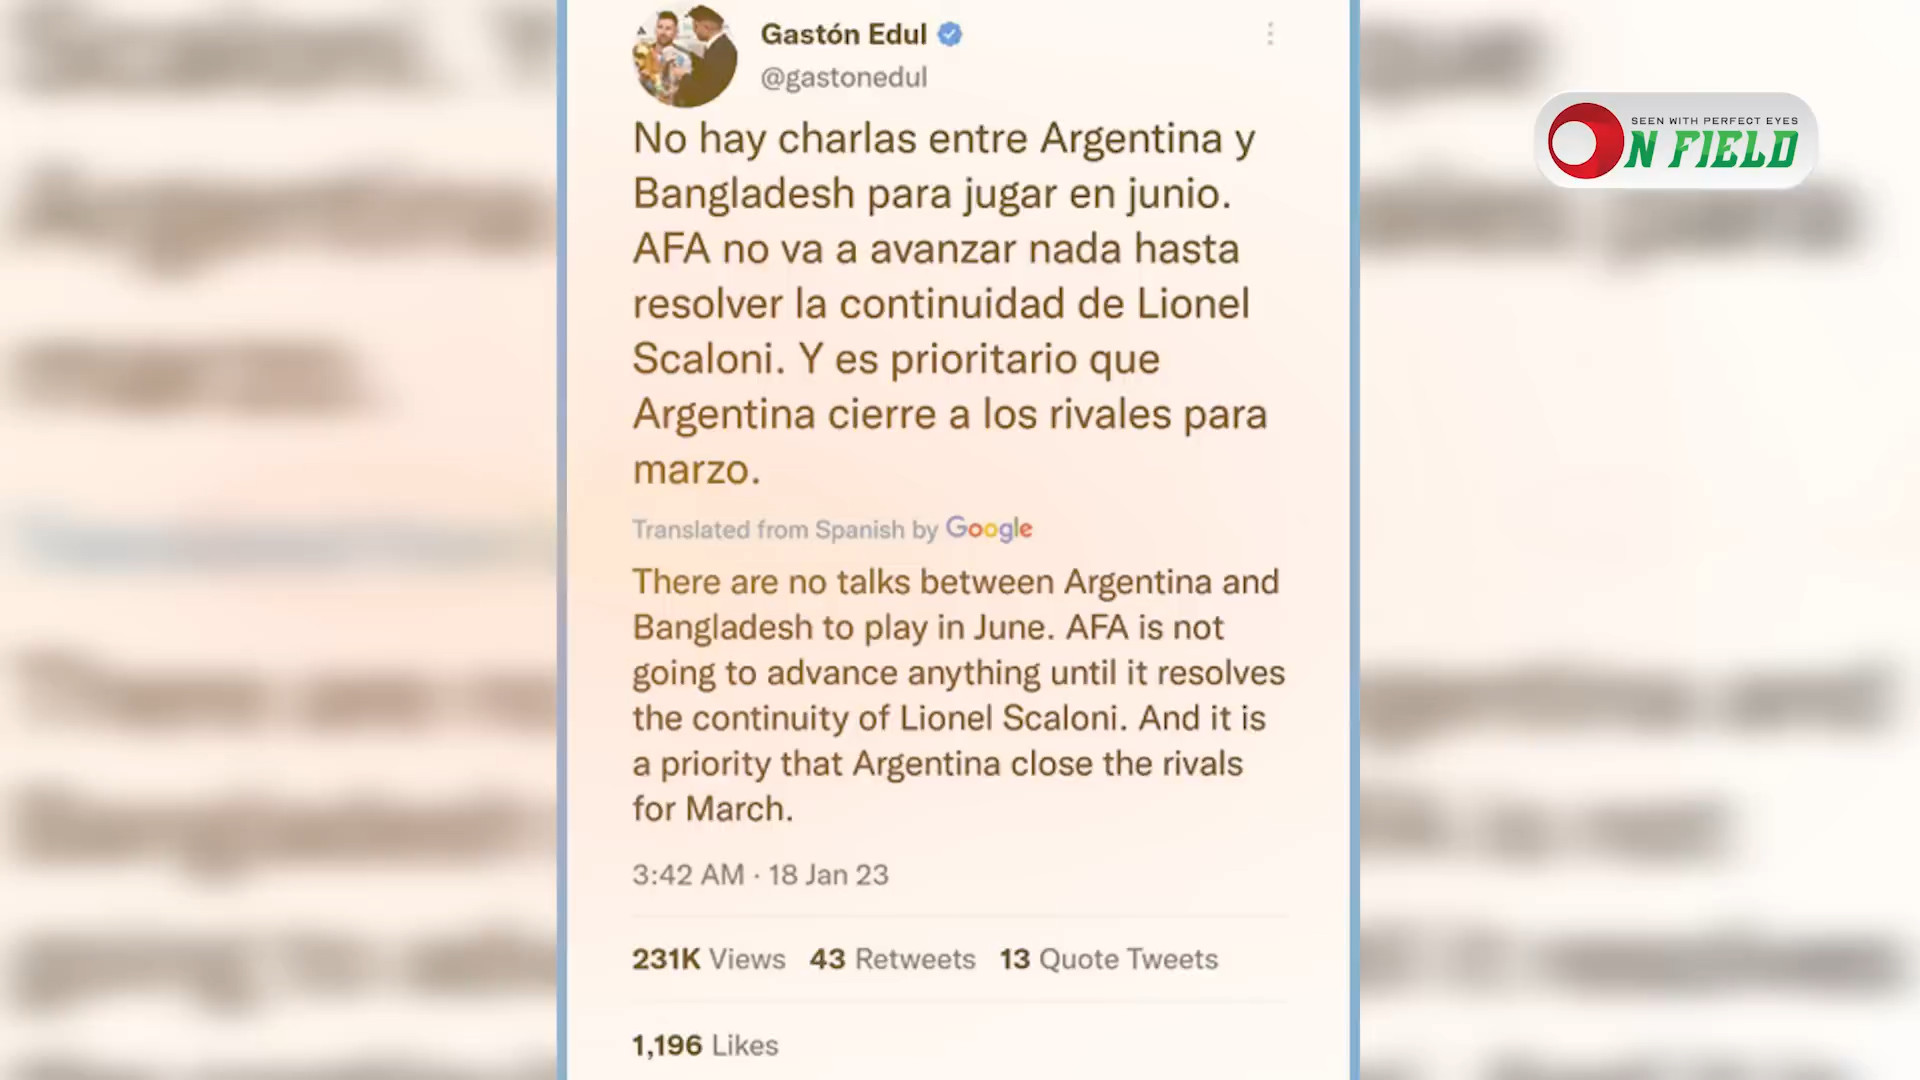 Gastón Edul
@gastonedul
No hay charlas entre Argentina y
Bangladesh para jugar en junio.
AFA no va a avanzar nada hasta
resolver la continuidad de Lionel
Scaloni. Y es prioritario que
Argentina cierre a los rivales para
marzo.
Translated from Spanish by Google
There are no talks between Argentina and
Bangladesh to play in June. AFA is not
going to advance anything until it resolves
the continuity of Lionel Scaloni. And it is
a priority that Argentina close the rivals
for March.
3:42 AM · 18 Jan 23
231K Views 43 Retweets 13 Quote Tweets
1,196 Likes
SEEN WITH PERFECT EYES
ON FIELD